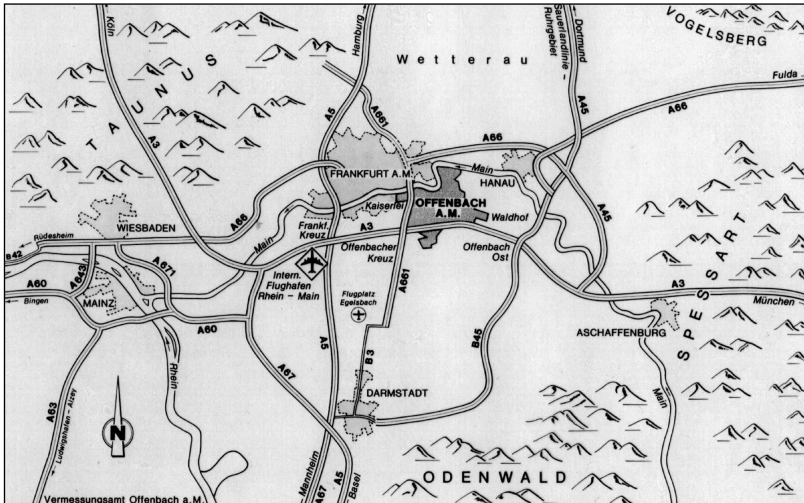 Köln
Hamburg
Dortmund
Sauerlandlinie –
Ruhrgebiet
VOGELSBERG
Wetterau
Fulda
TAUNUS
A5
A661
A45
A66
A3
A66
FRANKFURT A.M.
Main
HANAU
Kaiserlei
OFFENBACH
A.M.
Waldhof
A45
WIESBADEN
A66
Rüdesheim
B 42
Main
Frankf.
Kreuz
A3
Offenbacher
Kreuz
Offenbach
Ost
A643
A671
Intern.
Flughafen
Rhein – Main
A661
SPESSART
A60
Bingen
MAINZ
Flugplatz
Egelsbach
A3
München
A60
A5
B 3
B45
ASCHAFFENBURG
Rhein
A67
DARMSTADT
Main
A63
Ludwigshafen – Alzey
N
Mannheim
A67
A5
Basel
ODENWALD
Vermessungsamt Offenbach a.M.